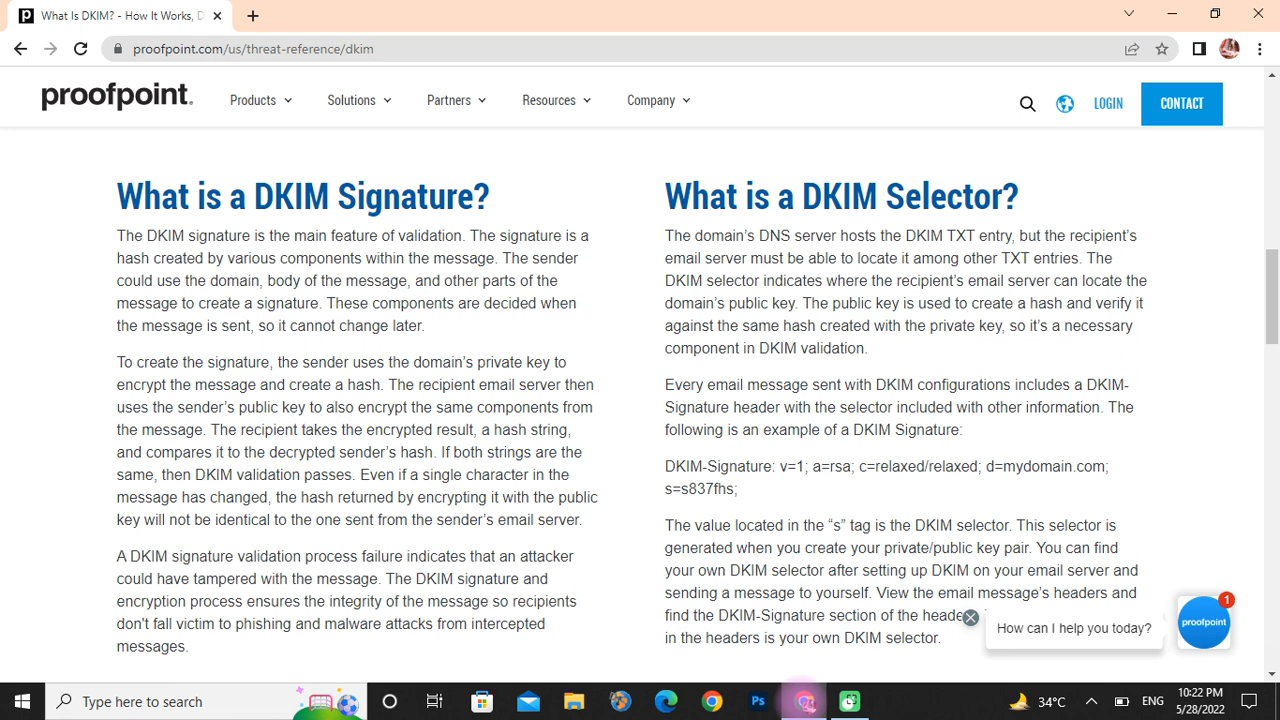 What Is DKIM? - How It Works, D
proofpoint.com/us/threat-reference/dkim
proofpoint.
Products
Solutions
Partners
Resources
Company
LOGIN
CONTACT
What is a DKIM Signature?
The DKIM signature is the main feature of validation. The signature is a
hash created by various components within the message. The sender
could use the domain, body of the message, and other parts of the
message to create a signature. These components are decided when
the message is sent, so it cannot change later.
To create the signature, the sender uses the domain’s private key to
encrypt the message and create a hash. The recipient email server then
uses the sender’s public key to also encrypt the same components from
the message. The recipient takes the encrypted result, a hash string,
and compares it to the decrypted sender’s hash. If both strings are the
same, then DKIM validation passes. Even if a single character in the
message has changed, the hash returned by encrypting it with the public
key will not be identical to the one sent from the sender’s email server.
A DKIM signature validation process failure indicates that an attacker
could have tampered with the message. The DKIM signature and
encryption process ensures the integrity of the message so recipients
don't fall victim to phishing and malware attacks from intercepted
messages.
What is a DKIM Selector?
The domain’s DNS server hosts the DKIM TXT entry, but the recipient’s
email server must be able to locate it among other TXT entries. The
DKIM selector indicates where the recipient’s email server can locate the
domain’s public key. The public key is used to create a hash and verify it
against the same hash created with the private key, so it’s a necessary
component in DKIM validation.
Every email message sent with DKIM configurations includes a DKIM-
Signature header with the selector included with other information. The
following is an example of a DKIM Signature:
DKIM-Signature: v=1; a=rsa; c=relaxed/relaxed; d=mydomain.com;
s=s837fhs;
The value located in the “s” tag is the DKIM selector. This selector is
generated when you create your private/public key pair. You can find
your own DKIM selector after setting up DKIM on your email server and
sending a message to yourself. View the email message’s headers and
find the DKIM-Signature section of the heade
in the headers is your own DKIM selector.
How can I help you today?
proofpoint
1
Type here to search
Ps
34°C
ENG
10:22 PM
5/28/2022